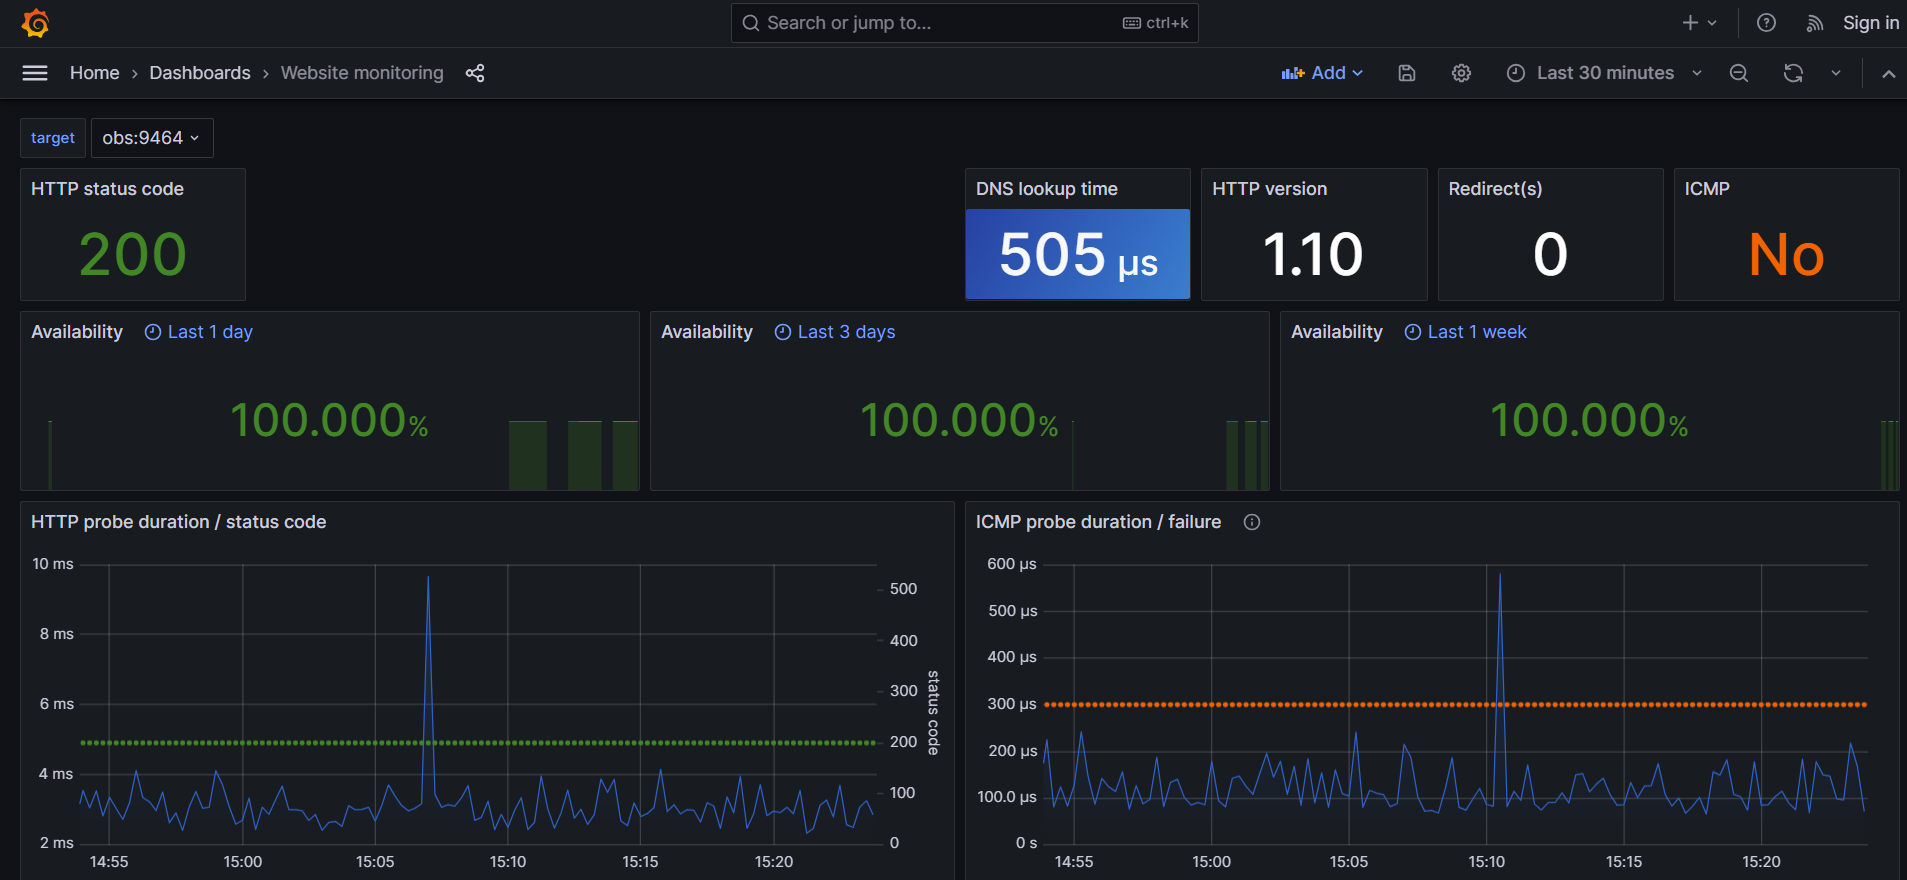 Search or jump to... ctrl+k Sign in
Home › Dashboards › Website monitoring Add Last 30 minutes
target obs:9464
HTTP status code
200
DNS lookup time
505 µs
HTTP version
1.10
Redirect(s)
0
ICMP
No
Availability Last 1 day
100.000%
Availability Last 3 days
100.000%
Availability Last 1 week
100.000%
HTTP probe duration / status code
10 ms
8 ms
6 ms
4 ms
2 ms
500
400
300
200
100
0
status code
14:55 15:00 15:05 15:10 15:15 15:20
ICMP probe duration / failure
600 µs
500 µs
400 µs
300 µs
200 µs
100.0 µs
0 s
14:55 15:00 15:05 15:10 15:15 15:20